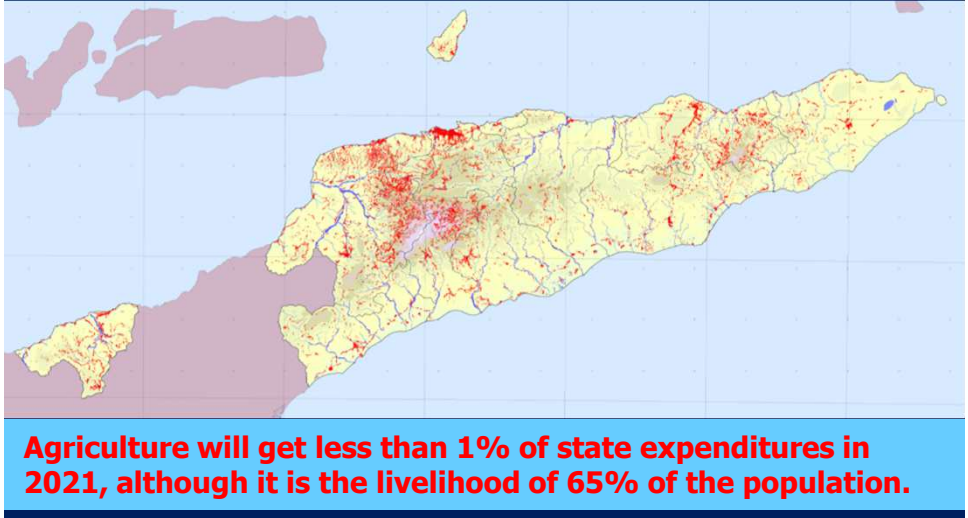 Agriculture will get less than 1% of state expenditures in
2021, although it is the livelihood of 65% of the population.